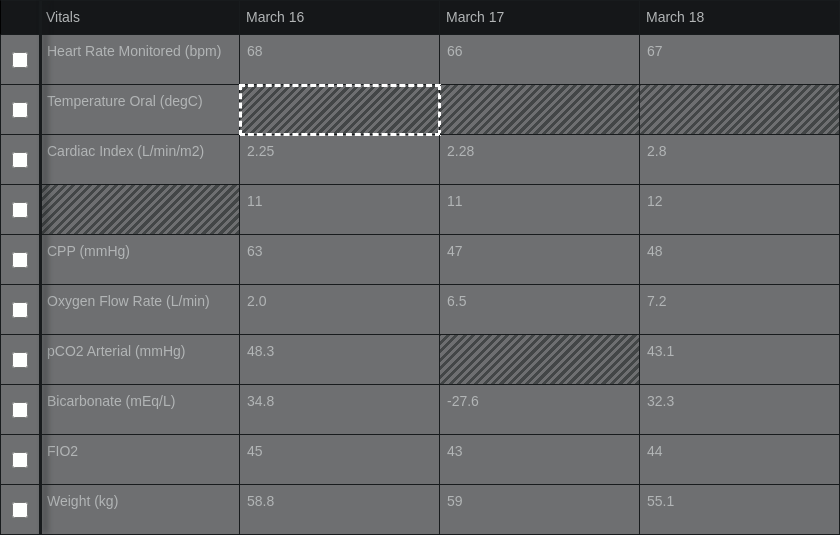 Vitals March 16 March 17 March 18
Heart Rate Monitored (bpm) 68 66 67
Temperature Oral (degC)
Cardiac Index (L/min/m2) 2.25 2.28 2.8
11 11 12
CPP (mmHg) 63 47 48
Oxygen Flow Rate (L/min) 2.0 6.5 7.2
pCO2 Arterial (mmHg) 48.3 43.1
Bicarbonate (mEq/L) 34.8 -27.6 32.3
FIO2 45 43 44
Weight (kg) 58.8 59 55.1